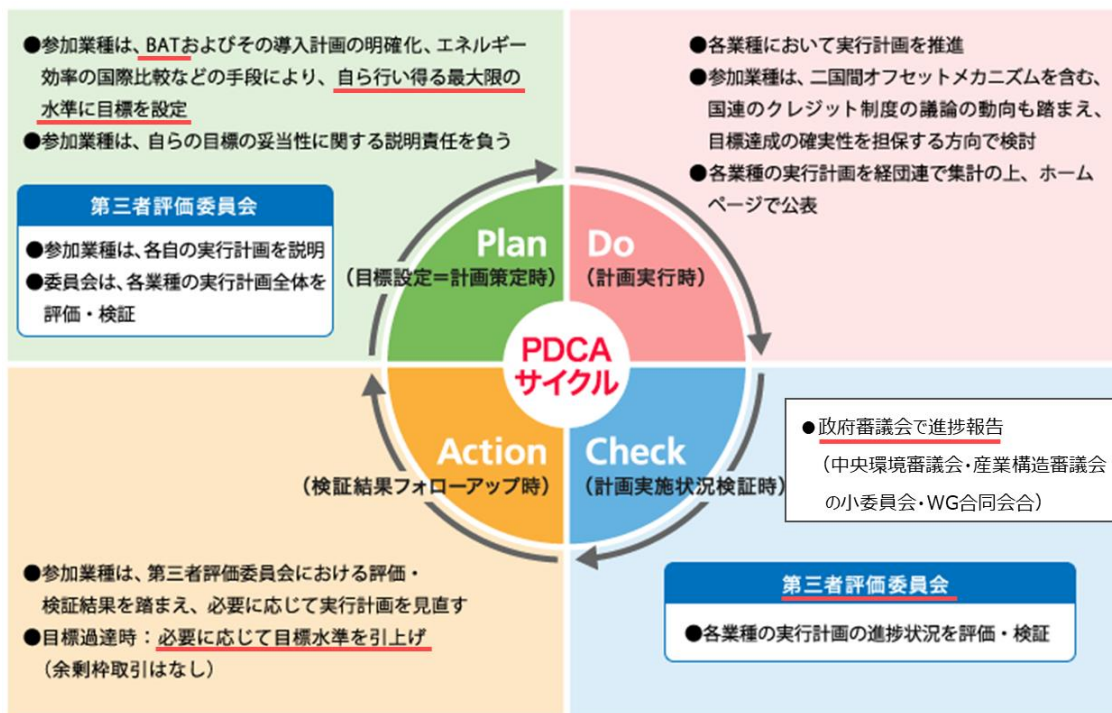 ●参加業種は、BATおよびその導入計画の明確化、エネルギー
効率の国際比較などの手段により、自ら行い得る最大限の
水準に目標を設定
●参加業種は、自らの目標の妥当性に関する説明責任を負う
第三者評価委員会
●参加業種は、各自の実行計画を説明
●委員会は、各業種の実行計画全体を
評価・検証
●各業種において実行計画を推進
●参加業種は、二国間オフセットメカニズムを含む、
国連のクレジット制度の議論の動向も踏まえ、
目標達成の確実性を担保する方向で検討
●各業種の実行計画を経団連で集計の上、ホーム
ページで公表
Plan
(目標設定=計画策定時)
Do
(計画実行時)
PDCA
サイクル
Action
(検証結果フォローアップ時)
Check
(計画実施状況検証時)
●政府審議会で進捗報告
(中央環境審議会・産業構造審議会
の小委員会・WG合同会合)
●参加業種は、第三者評価委員会における評価・
検証結果を踏まえ、必要に応じて実行計画を見直す
●目標過達時:必要に応じて目標水準を引上げ
(余剰枠取引はなし)
第三者評価委員会
●各業種の実行計画の進捗状況を評価・検証